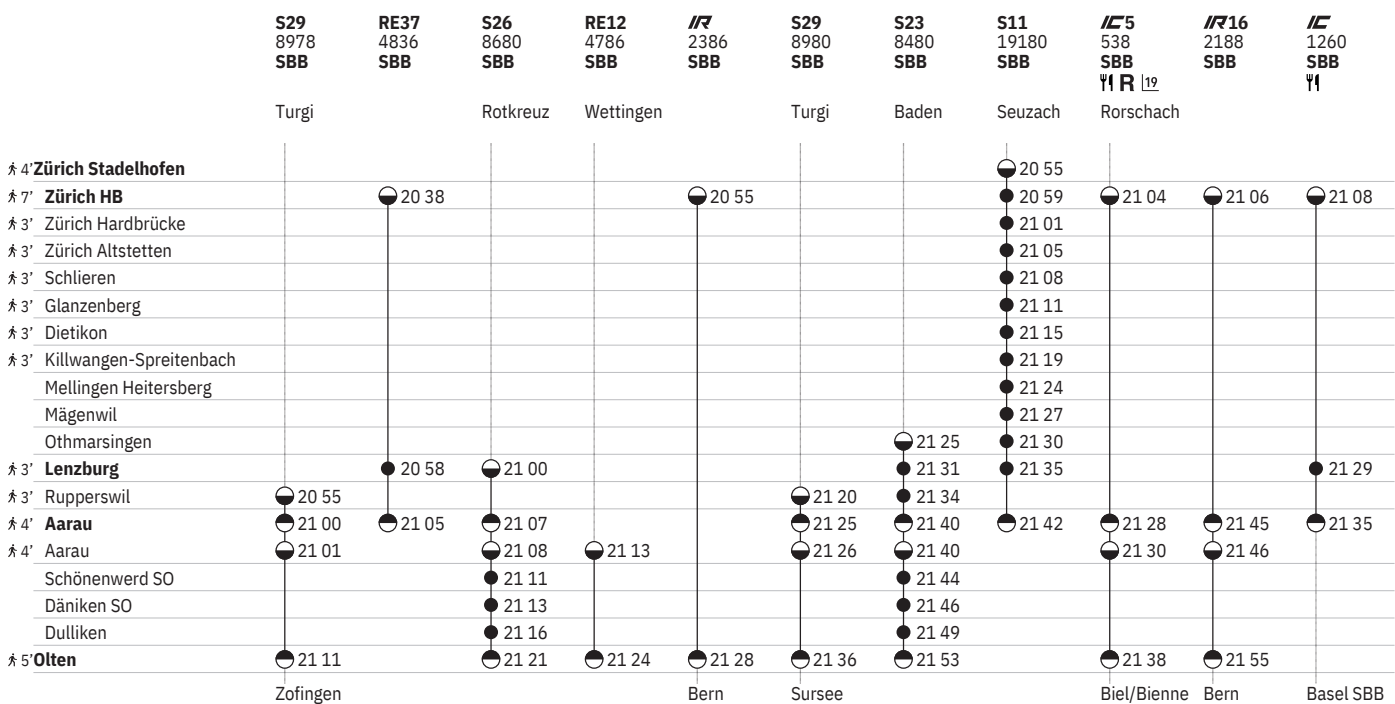 S29 RE37 S26 RE12 IR S29 S23 S11 IC5 IR16 IC
8978 4836 8680 4786 2386 8980 8480 19180 538 2188 1260
SBB SBB SBB SBB SBB SBB SBB SBB SBB SBB SBB
R 19
Turgi Rotkreuz Wettingen Turgi Baden Seuzach Rorschach
4’ Zürich Stadelhofen 20 55
7’ Zürich HB 20 38 20 55 20 59 21 04 21 06 21 08
3’ Zürich Hardbrücke 21 01
3’ Zürich Altstetten 21 05
3’ Schlieren 21 08
3’ Glanzenberg 21 11
3’ Dietikon 21 15
3’ Killwangen-Spreitenbach 21 19
Mellingen Heitersberg 21 24
Mägenwil 21 27
Othmarsingen 21 25 21 30
3’ Lenzburg 20 58 21 00 21 31 21 35 21 29
3’ Rupperswil 20 55 21 20 21 34
4’ Aarau 21 00 21 05 21 07 21 25 21 40 21 42 21 28 21 45 21 35
4’ Aarau 21 01 21 08 21 13 21 26 21 40 21 30 21 46
Schönenwerd SO 21 11 21 44
Däniken SO 21 13 21 46
Dulliken 21 16 21 49
5’ Olten 21 11 21 21 21 24 21 28 21 36 21 53 21 38 21 55
Zofingen Bern Sursee Biel/Bienne Bern Basel SBB